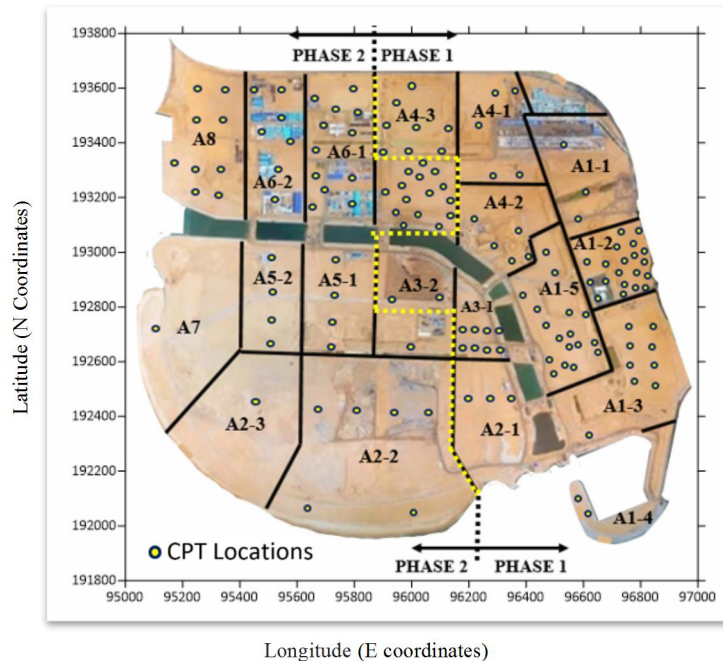 193800
193600
193400
193200
193000
192800
192600
192400
192200
192000
191800
95000 95200 95400 95600 95800 96000 96200 96400 96600 96800 97000
Latitude (N Coordinates)
Longitude (E coordinates)
PHASE 2 PHASE 1
A8
A6-2
A6-1
A4-3
A4-1
A1-1
A4-2
A1-2
A7
A5-2
A5-1
A3-2
A3-1
A1-5
A1-3
A2-3
A2-2
A2-1
A1-4
CPT Locations
PHASE 2 PHASE 1